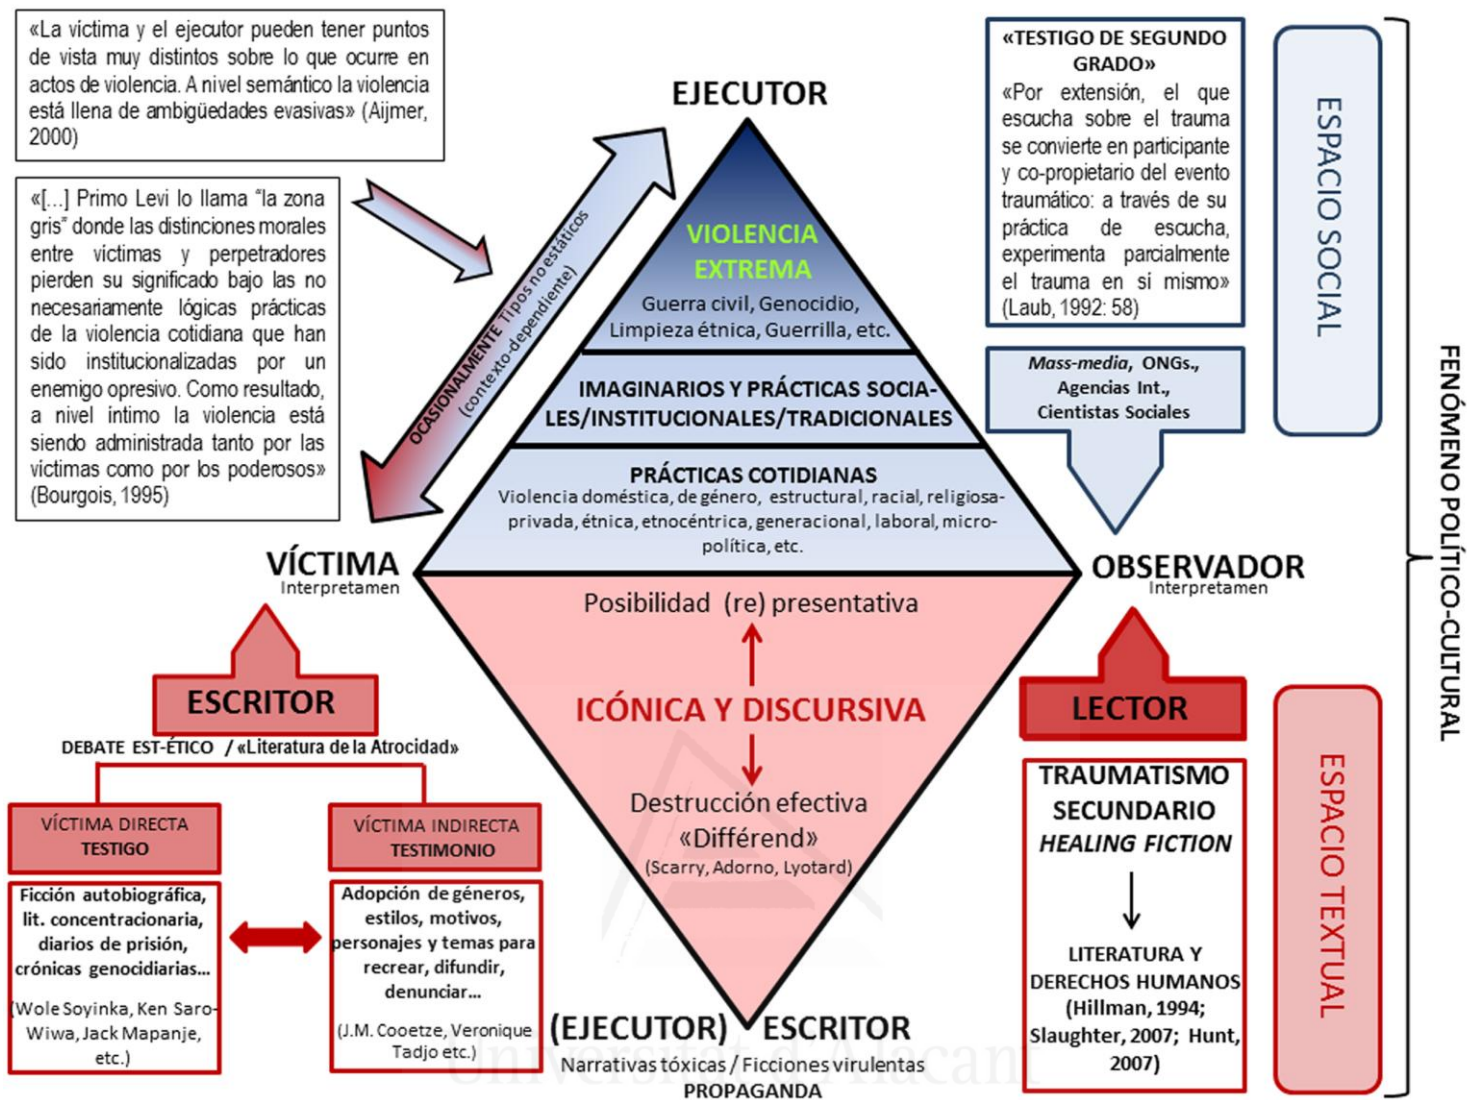 «La víctima y el ejecutor pueden tener puntos
de vista muy distintos sobre lo que ocurre en
actos de violencia. A nivel semántico la violencia
está llena de ambigüedades evasivas» (Aijmer,
2000)
«[...] Primo Levi lo llama “la zona
gris” donde las distinciones morales
entre víctimas y perpetradores
pierden su significado bajo las no
necesariamente lógicas prácticas
de la violencia cotidiana que han
sido institucionalizadas por un
enemigo opresivo. Como resultado,
a nivel íntimo la violencia está
siendo administrada tanto por las
víctimas como por los poderosos»
(Bourgois, 1995)
OCASIONALMENTE Tipos no estáticos
(contexto-dependiente)
EJECUTOR
VIOLENCIA
EXTREMA
Guerra civil, Genocidio,
Limpieza étnica, Guerrilla, etc.
IMAGINARIOS Y PRÁCTICAS SOCIA-
LES/INSTITUCIONALES/TRADICIONALES
PRÁCTICAS COTIDIANAS
Violencia doméstica, de género, estructural, racial, religiosa-
privada, étnica, etnocéntrica, generacional, laboral, micro-
política, etc.
«TESTIGO DE SEGUNDO
GRADO»
«Por extensión, el que
escucha sobre el trauma
se convierte en participante
y co-propietario del evento
traumático: a través de su
práctica de escucha,
experimenta parcialmente
el trauma en sí mismo»
(Laub, 1992: 58)
Mass-media, ONGs.,
Agencias Int.,
Cientistas Sociales
ESPACIO SOCIAL
FENÓMENO POLÍTICO-CULTURAL
VÍCTIMA
Interpretamen
OBSERVADOR
Interpretamen
Posibilidad (re) presentativa
ICÓNICA Y DISCURSIVA
Destrucción efectiva
«Différend»
(Scarry, Adorno, Lyotard)
ESCRITOR
DEBATE EST-ÉTICO / «Literatura de la Atrocidad»
VÍCTIMA DIRECTA
TESTIGO
Ficción autobiográfica,
lit. concentracionaria,
diarios de prisión,
crónicas genocidiarias...
(Wole Soyinka, Ken Saro-
Wiwa, Jack Mapanje,
etc.)
VÍCTIMA INDIRECTA
TESTIMONIO
Adopción de géneros,
estilos, motivos,
personajes y temas para
recrear, difundir,
denunciar...
(J.M. Cooetze, Veronique
Tadjo etc.)
(EJECUTOR) ESCRITOR
Narrativas tóxicas / Ficciones virulentas
PROPAGANDA
LECTOR
TRAUMATISMO
SECUNDARIO
HEALING FICTION
LITERATURA Y
DERECHOS HUMANOS
(Hillman, 1994;
Slaughter, 2007; Hunt,
2007)
ESPACIO TEXTUAL
Universitat d'Alacant